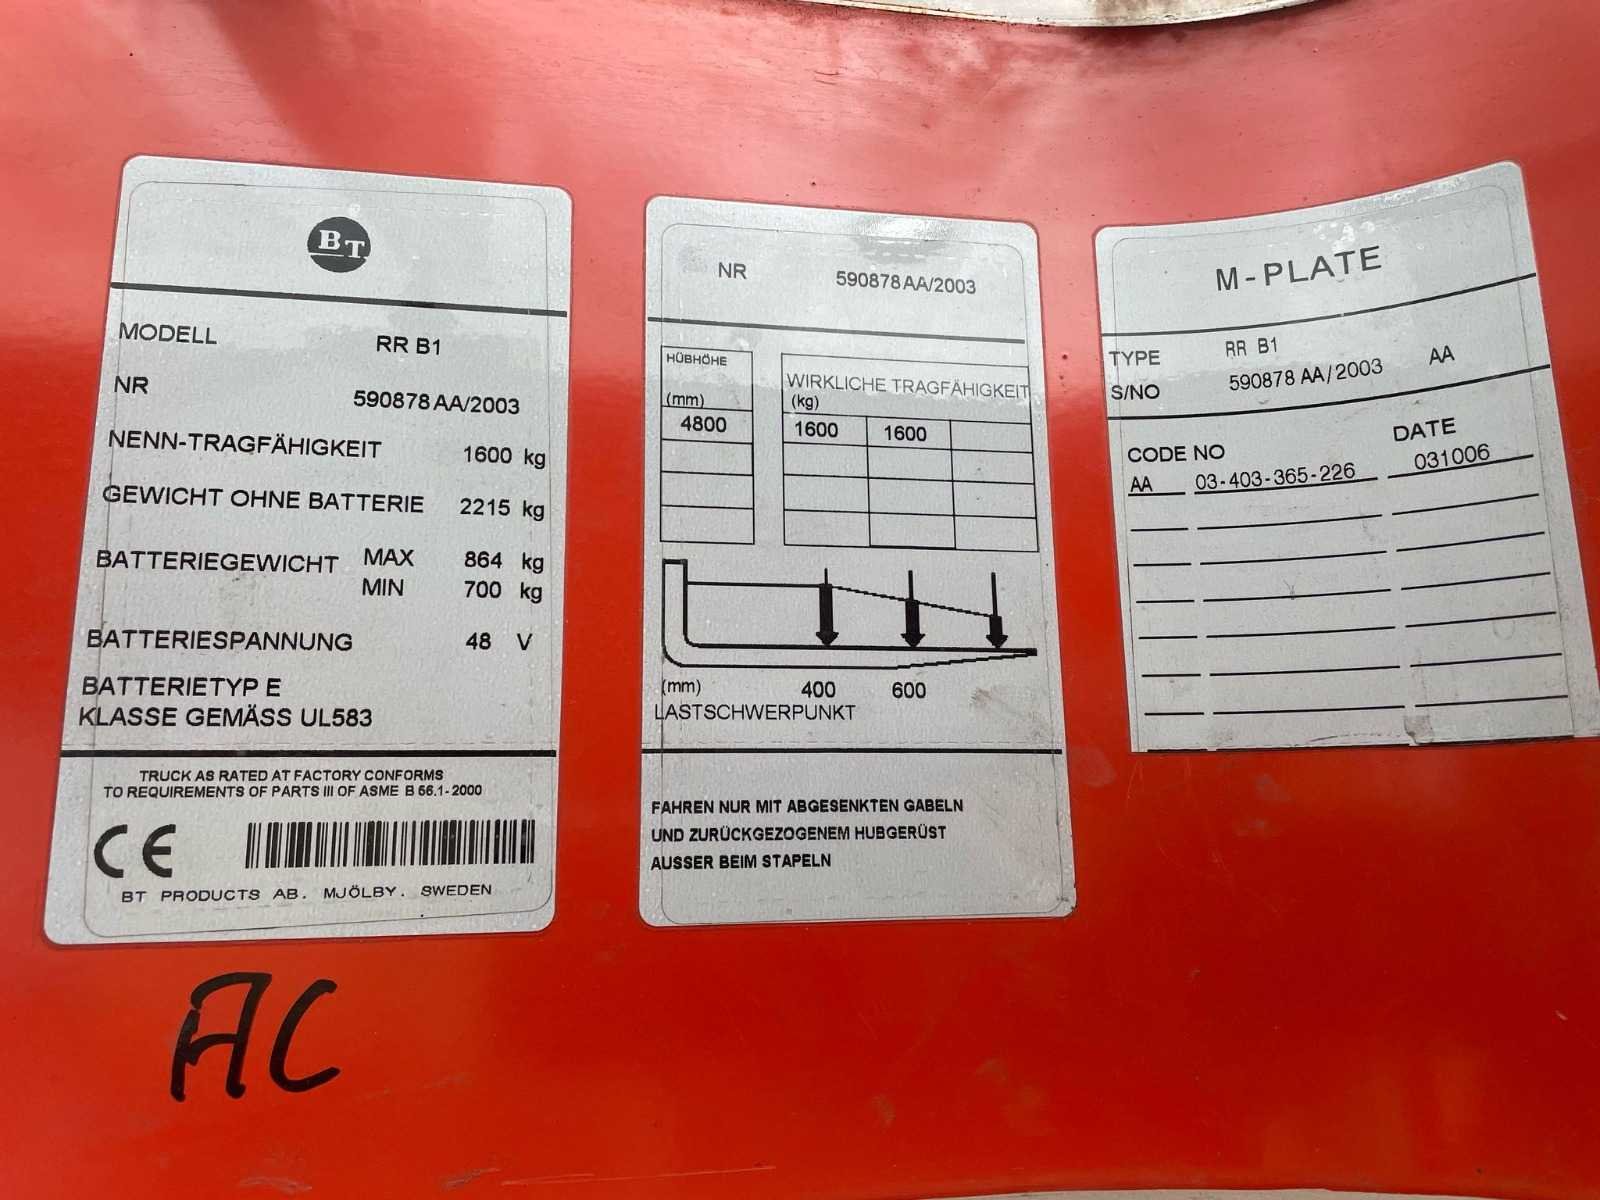 BT
MODELL RR B1
NR 590878AA/2003
NENN-TRAGFÄHIGKEIT 1600 kg
GEWICHT OHNE BATTERIE 2215 kg
BATTERIEGEWICHT MAX 864 kg
MIN 700 kg
BATTERIESPANNUNG 48 V
BATTERIETYP E
KLASSE GEMÄSS UL583
TRUCK AS RATED AT FACTORY CONFORMS
TO REQUIREMENTS OF PARTS III OF ASME B 56.1-2000
CE
BT PRODUCTS AB. MJÖLBY. SWEDEN
AC
NR 590878AA/2003
HÜBHÖHE
(mm)
4800
WIRKLICHE TRAGFÄHIGKEIT
(kg)
1600 1600
(mm) 400 600
LASTSCHWERPUNKT
FAHREN NUR MIT ABGESENKTEN GABELN
UND ZURÜCKGEZOGENEM HUBGERÜST
AUSSER BEIM STAPELN
M-PLATE
TYPE RR B1
S/NO 590878 AA/2003 AA
CODE NO DATE
AA 03-403-365-226 031006